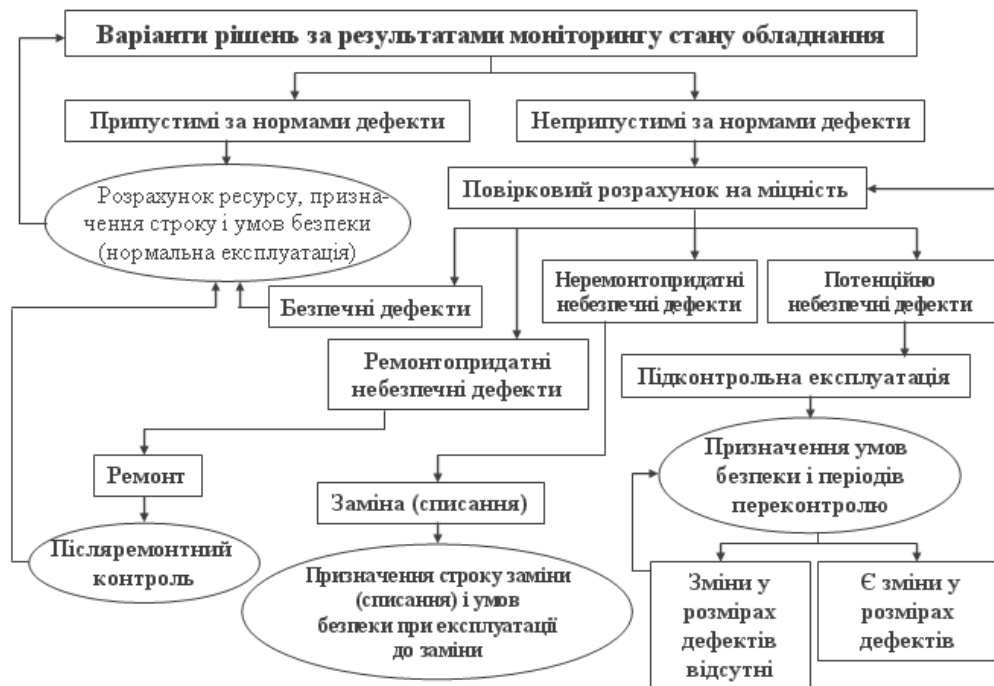 Варіанти рішень за результатами моніторингу стану обладнання
Припустимі за нормами дефекти
Неприпустимі за нормами дефекти
Розрахунок ресурсу, призна-
чення строку і умов безпеки
(нормальна експлуатація)
Повірковий розрахунок на міцність
Безпечні дефекти
Ремонтопридатні
небезпечні дефекти
Неремонтопридатні
небезпечні дефекти
Потенційно
небезпечні дефекти
Підконтрольна експлуатація
Ремонт
Післяремонтний
контроль
Заміна (списання)
Призначення строку заміни
(списання) і умов
безпеки при експлуатації
до заміни
Призначення умов
безпеки і періодів
переконтролю
Зміни у
розмірах
дефектів
відсутні
Є зміни у
розмірах
дефектів